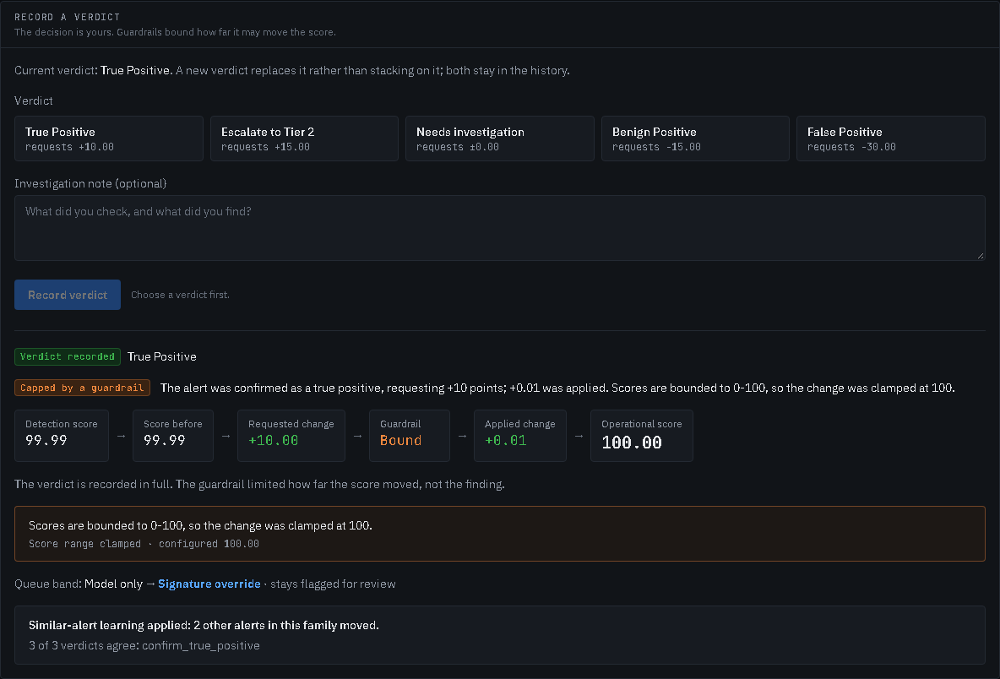 RECORD A VERDICT
The decision is yours. Guardrails bound how far it may move the score.
Current verdict: True Positive. A new verdict replaces it rather than stacking on it; both stay in the history.
Verdict
True Positive
requests +10.00
Escalate to Tier 2
requests +15.00
Needs investigation
requests ±0.00
Benign Positive
requests -15.00
False Positive
requests -30.00
Investigation note (optional)
What did you check, and what did you find?
Record verdict
Choose a verdict first.
Verdict recorded True Positive
Capped by a guardrail The alert was confirmed as a true positive, requesting +10 points; +0.01 was applied. Scores are bounded to 0-100, so the change was clamped at 100.
Detection score
99.99
→
Score before
99.99
→
Requested change
+10.00
→
Guardrail
Bound
→
Applied change
+0.01
→
Operational score
100.00
The verdict is recorded in full. The guardrail limited how far the score moved, not the finding.
Scores are bounded to 0-100, so the change was clamped at 100.
Score range clamped · configured 100.00
Queue band: Model only → Signature override · stays flagged for review
Similar-alert learning applied: 2 other alerts in this family moved.
3 of 3 verdicts agree: confirm_true_positive